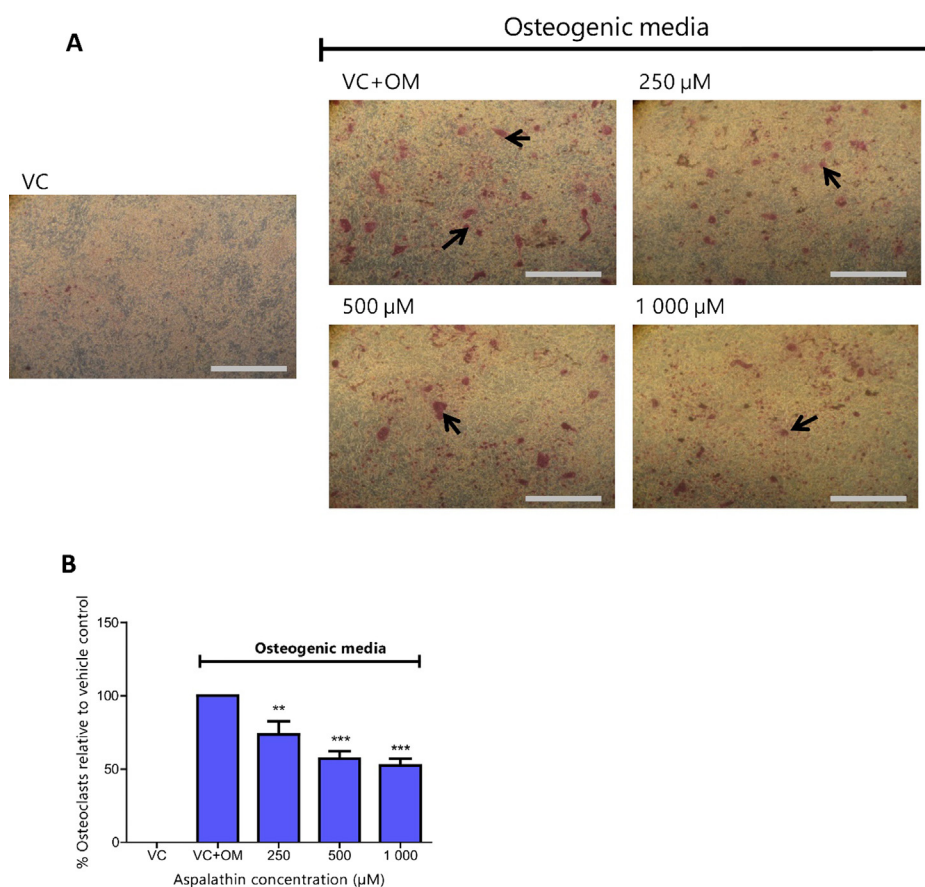 A
Osteogenic media
VC+OM
250 µM
VC
500 µM
1 000 µM
B
% Osteoclasts relative to vehicle control
150
100
50
0
Osteogenic media
**
***
***
VC
VC+OM
250
500
1 000
Aspalathin concentration (µM)